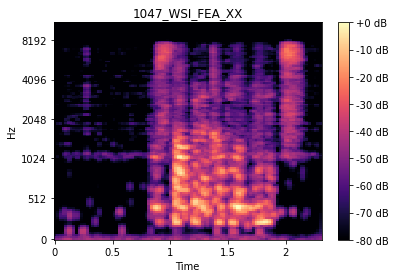 1047_WSI_FEA_XX
+0 dB
8192
-10 dB
4096
-20 dB
-30 dB
2048
Hz
-40 dB
1024
-50 dB
512
-60 dB
-70 dB
0
-80 dB
0 0.5 1 1.5 2
Time